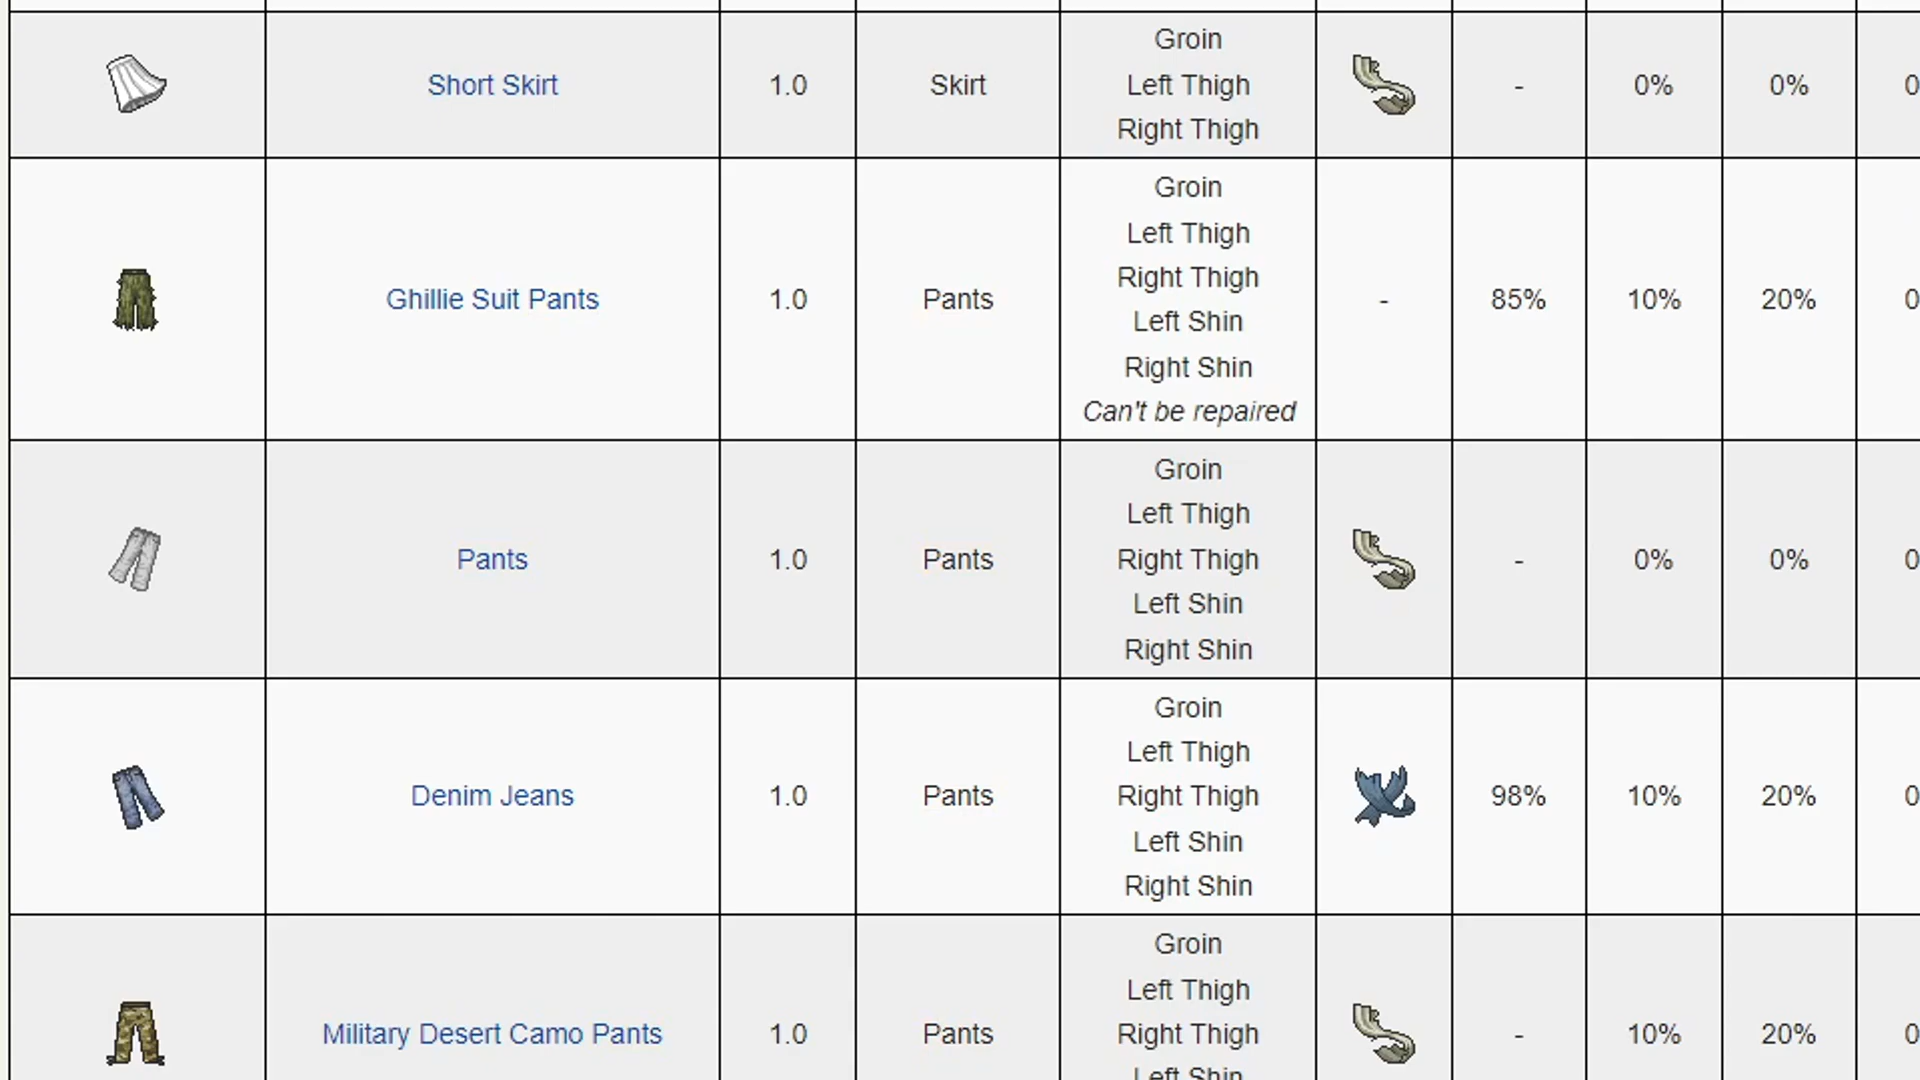 Groin
Short Skirt 1.0 Skirt Left Thigh - 0% 0% 0
Right Thigh
Groin
Left Thigh
Right Thigh
Ghillie Suit Pants 1.0 Pants - 85% 10% 20% 0
Left Shin
Right Shin
Can't be repaired
Groin
Left Thigh
Pants 1.0 Pants Right Thigh - 0% 0% 0
Left Shin
Right Shin
Groin
Left Thigh
Denim Jeans 1.0 Pants Right Thigh 98% 10% 20% 0
Left Shin
Right Shin
Groin
Left Thigh
Military Desert Camo Pants 1.0 Pants Right Thigh - 10% 20% 0
Left Shin